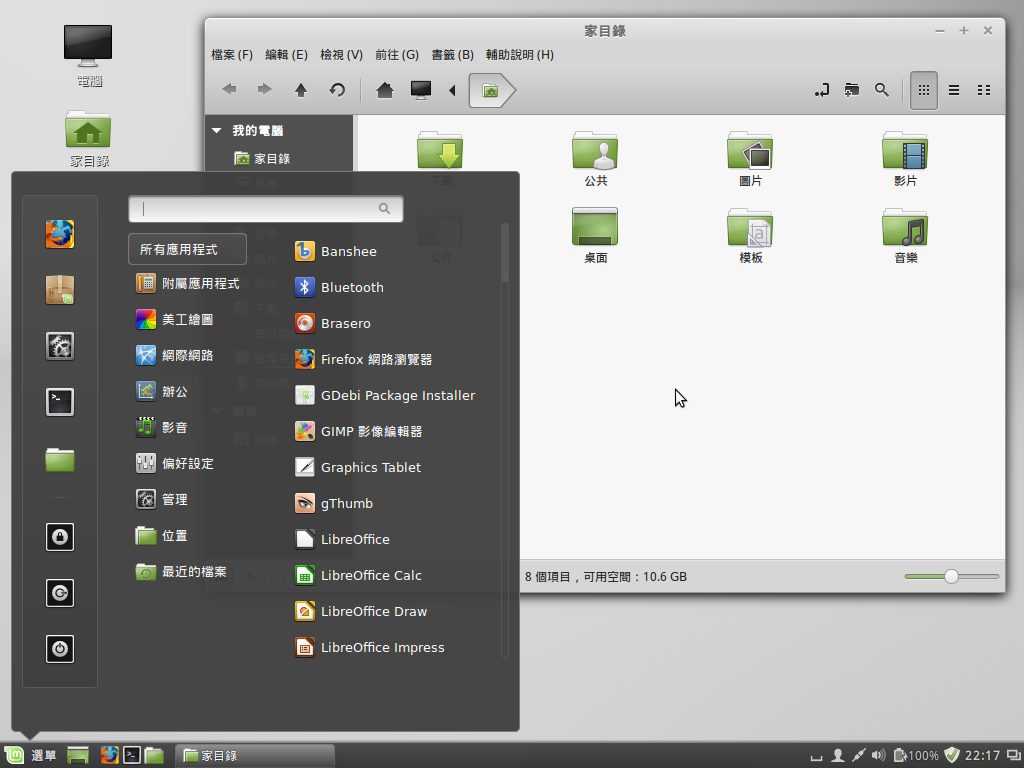 電腦
家目錄
家目錄
檔案 (F) 編輯 (E) 檢視 (V) 前往 (G) 書籤 (B) 輔助說明 (H)
我的電腦
家目錄
下載
公共
圖片
影片
文件
桌面
模板
音樂
8 個項目，可用空間：10.6 GB
所有應用程式
附屬應用程式
美工繪圖
網際網路
辦公
影音
偏好設定
管理
位置
最近的檔案
Banshee
Bluetooth
Brasero
Firefox 網路瀏覽器
GDebi Package Installer
GIMP 影像編輯器
Graphics Tablet
gThumb
LibreOffice
LibreOffice Calc
LibreOffice Draw
LibreOffice Impress
選單
家目錄
100%
22:17